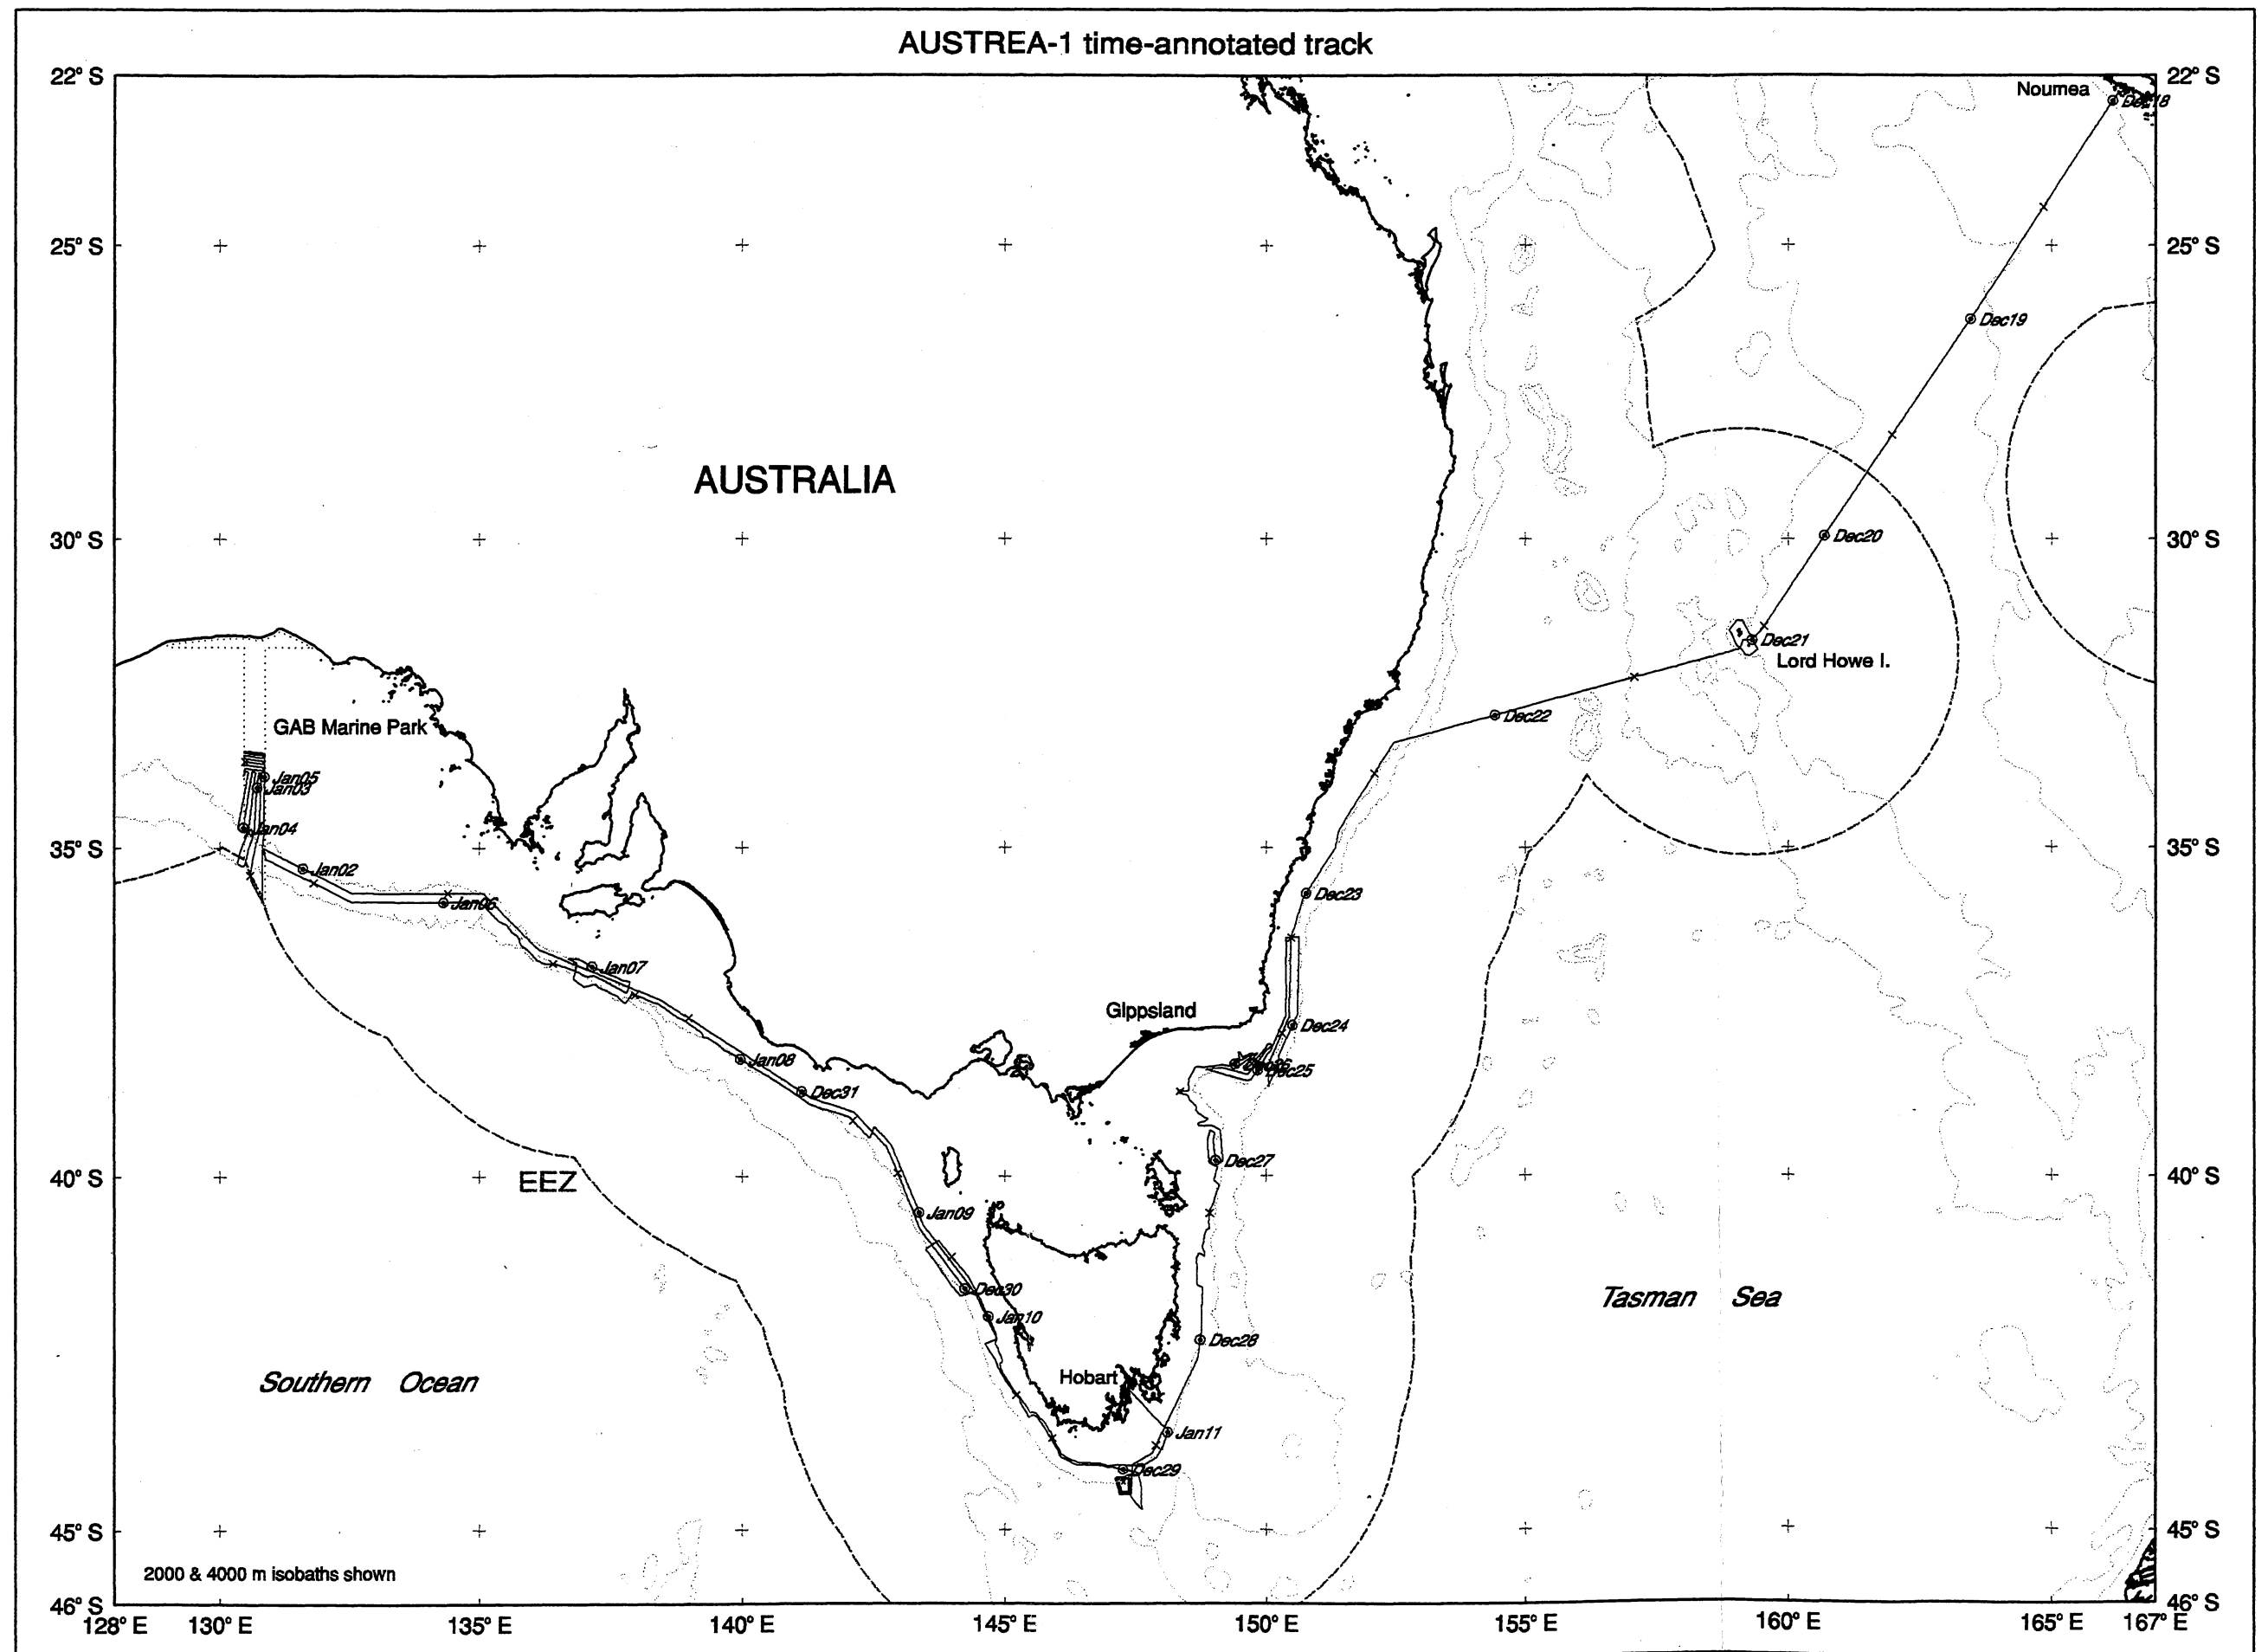 AUSTREA-1 time-annotated track
22° S
22° S
Noumea
Dec18
25° S
25° S
Dec19
AUSTRALIA
30° S
Dec20
30° S
Dec21
Lord Howe I.
Dec22
GAB Marine Park
Jan05
Jan03
Jan04
35° S
35° S
Jan02
Dec23
Jan06
Jan07
Gippsland
Dec24
Jan08
Dec25
Dec31
Dec27
40° S
EEZ
40° S
Jan09
Dec30
Tasman Sea
Jan10
Dec28
Southern Ocean
Hobart
Jan11
Dec29
45° S
45° S
2000 & 4000 m isobaths shown
46° S
46° S
128° E
130° E
135° E
140° E
145° E
150° E
155° E
160° E
165° E
167° E